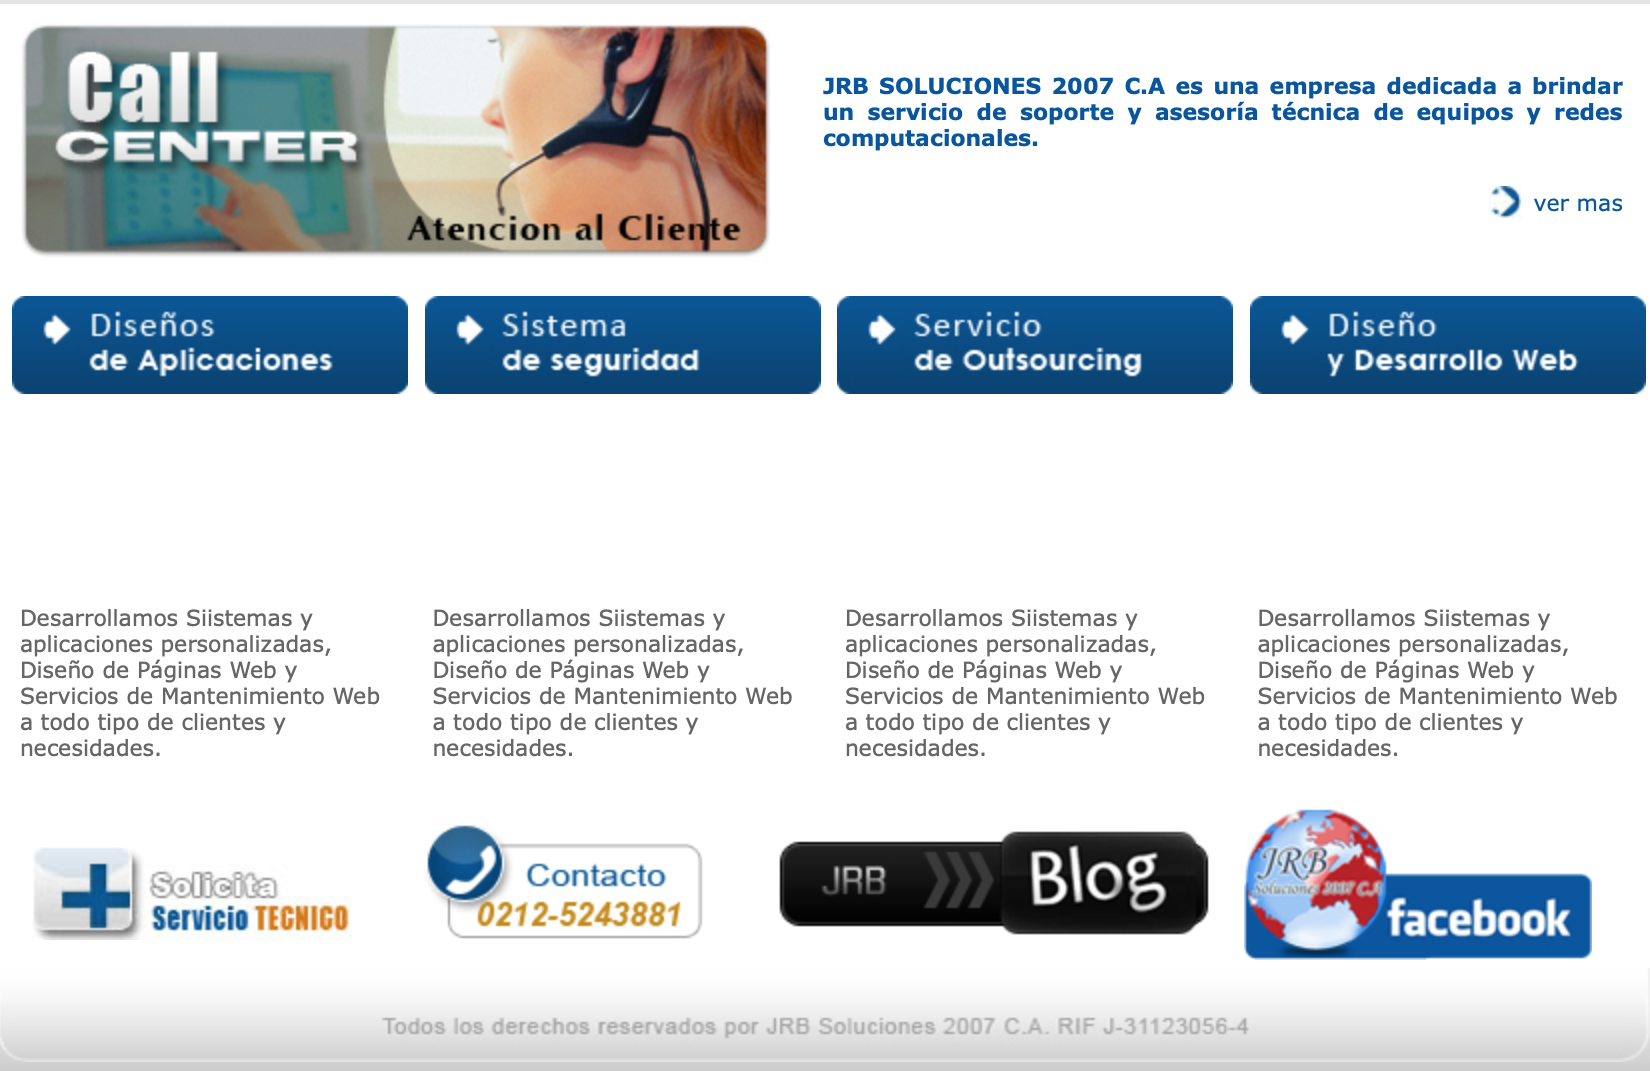 Call
CENTER
Atencion al Cliente
JRB SOLUCIONES 2007 C.A es una empresa dedicada a brindar
un servicio de soporte y asesoría técnica de equipos y redes
computacionales.
ver mas
Diseños
de Aplicaciones
Sistema
de seguridad
Servicio
de Outsourcing
Diseño
y Desarrollo Web
Desarrollamos Siistemas y
aplicaciones personalizadas,
Diseño de Páginas Web y
Servicios de Mantenimiento Web
a todo tipo de clientes y
necesidades.
Desarrollamos Siistemas y
aplicaciones personalizadas,
Diseño de Páginas Web y
Servicios de Mantenimiento Web
a todo tipo de clientes y
necesidades.
Desarrollamos Siistemas y
aplicaciones personalizadas,
Diseño de Páginas Web y
Servicios de Mantenimiento Web
a todo tipo de clientes y
necesidades.
Desarrollamos Siistemas y
aplicaciones personalizadas,
Diseño de Páginas Web y
Servicios de Mantenimiento Web
a todo tipo de clientes y
necesidades.
Solicita
Servicio TECNICO
Contacto
0212-5243881
JRB Blog
JRB
Soluciones 2007 C.A
facebook
Todos los derechos reservados por JRB Soluciones 2007 C.A. RIF J-31123056-4